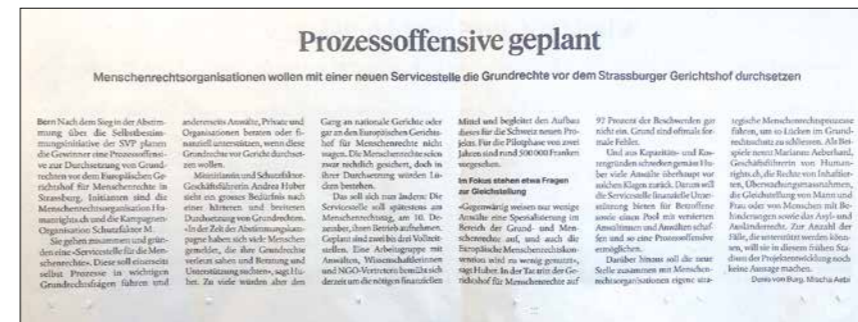 Prozessoffensive geplant
Menschenrechtsorganisationen wollen mit einer neuen Servicestelle die Grundrechte vor dem Strassburger Gerichtshof durchsetzen
Bern Nach dem Sieg in der Abstim-
mung über die Selbstbestim-
mungsinitiative der SVP planen
die Gewinner eine Prozessoffensi-
ve zur Durchsetzung von Grund-
rechten vor dem Europäischen Ge-
richtshof für Menschenrechte in
Strassburg. Initianten sind die
Menschenrechtsorganisation Hu-
manrights.ch und die Kampagnen-
Organisation Schutzfaktor M.
Sie gehen zusammen und grün-
den eine «Servicestelle für die Men-
schenrechte». Diese soll einerseits
selbst Prozesse in wichtigen
Grundrechtsfragen führen und
andererseits Anwälte, Private und
Organisationen beraten oder fi-
nanziell unterstützen, wenn diese
Grundrechte vor Gericht durchset-
zen wollen.
Mitinitiantin und Schutzfaktor-
Geschäftsführerin Andrea Huber
sieht ein grosses Bedürfnis nach
einer kleineren und breiteren
Durchsetzung von Grundrechten.
«In der Zeit der Abstimmungskam-
pagne haben sich viele Menschen
gemeldet, die ihre Grundrechte
verletzt sahen und Beratung und
Unterstützung suchten», sagt Hu-
ber. Zu viele würden aber den
Gang an nationale Gerichte oder
gar an den Europäischen Gerichts-
hof für Menschenrechte nicht
wagen. Die Menschenrechte seien
zwar rechtlich gesichert, doch in
ihrer Durchsetzung würden Lü-
cken bestehen.
Das soll sich nun ändern: Die
Servicestelle soll spätestens am
Menschenrechtstag, am 10. De-
zember, ihren Betrieb aufnehmen.
Geplant sind zwei bis drei Vollzeit-
stellen. Eine Arbeitsgruppe mit
Anwälten, Wissenschaftlerinnen
und NGO-Vertretern bemüht sich
derzeit um die nötigen finanziellen
Mittel und begleitet den Aufbau
dieses für die Schweiz neuen Pro-
jekts. Für die Pilotphase von zwei
Jahren sind rund 500 000 Franken
vorgesehen.
Im Fokus stehen etwa Fragen
zur Gleichstellung
«Gegenwärtig weisen nur wenige
Anwälte eine Spezialisierung im
Bereich der Grund- und Men-
schenrechte auf, und auch die
Europäische Menschenrechtskon-
vention wird zu wenig genutzt»,
sagt Huber. In der Tat tritt der Ge-
richtshof für Menschenrechte auf
97 Prozent der Beschwerden gar
nicht ein. Grund sind oftmals for-
male Fehler.
Und aus Kapazitäts- und Kos-
tengründen schrecken gemäss Hu-
ber viele Anwälte überhaupt vor
solchen Klagen zurück. Darum will
die Servicestelle finanzielle Unter-
stützung bieten für Betroffene
sowie einen Pool mit versierten
Anwältinnen und Anwälten schaf-
fen und so eine Prozessoffensive
ermöglichen.
Darüber hinaus soll die neue
Stelle zusammen mit Menschen-
rechtsorganisationen eigene stra-
tegische Menschenrechtsprozesse
führen, um so Lücken im Grund-
rechtsschutz zu schliessen. Als Bei-
spiele nennt Marianne Aeberhard,
Geschäftsführerin von Human-
rights.ch, die Rechte von Inhaftier-
ten, Überwachungsmassnahmen,
die Gleichstellung von Mann und
Frau oder von Menschen mit Be-
hinderungen sowie das Asyl- und
Ausländerrecht. Zur Anzahl der
Fälle, die unterstützt werden könn-
ten, will sie in diesem frühen Sta-
dium der Projektentwicklung noch
keine Aussage machen.
Denis von Burg, Mischa Aebi